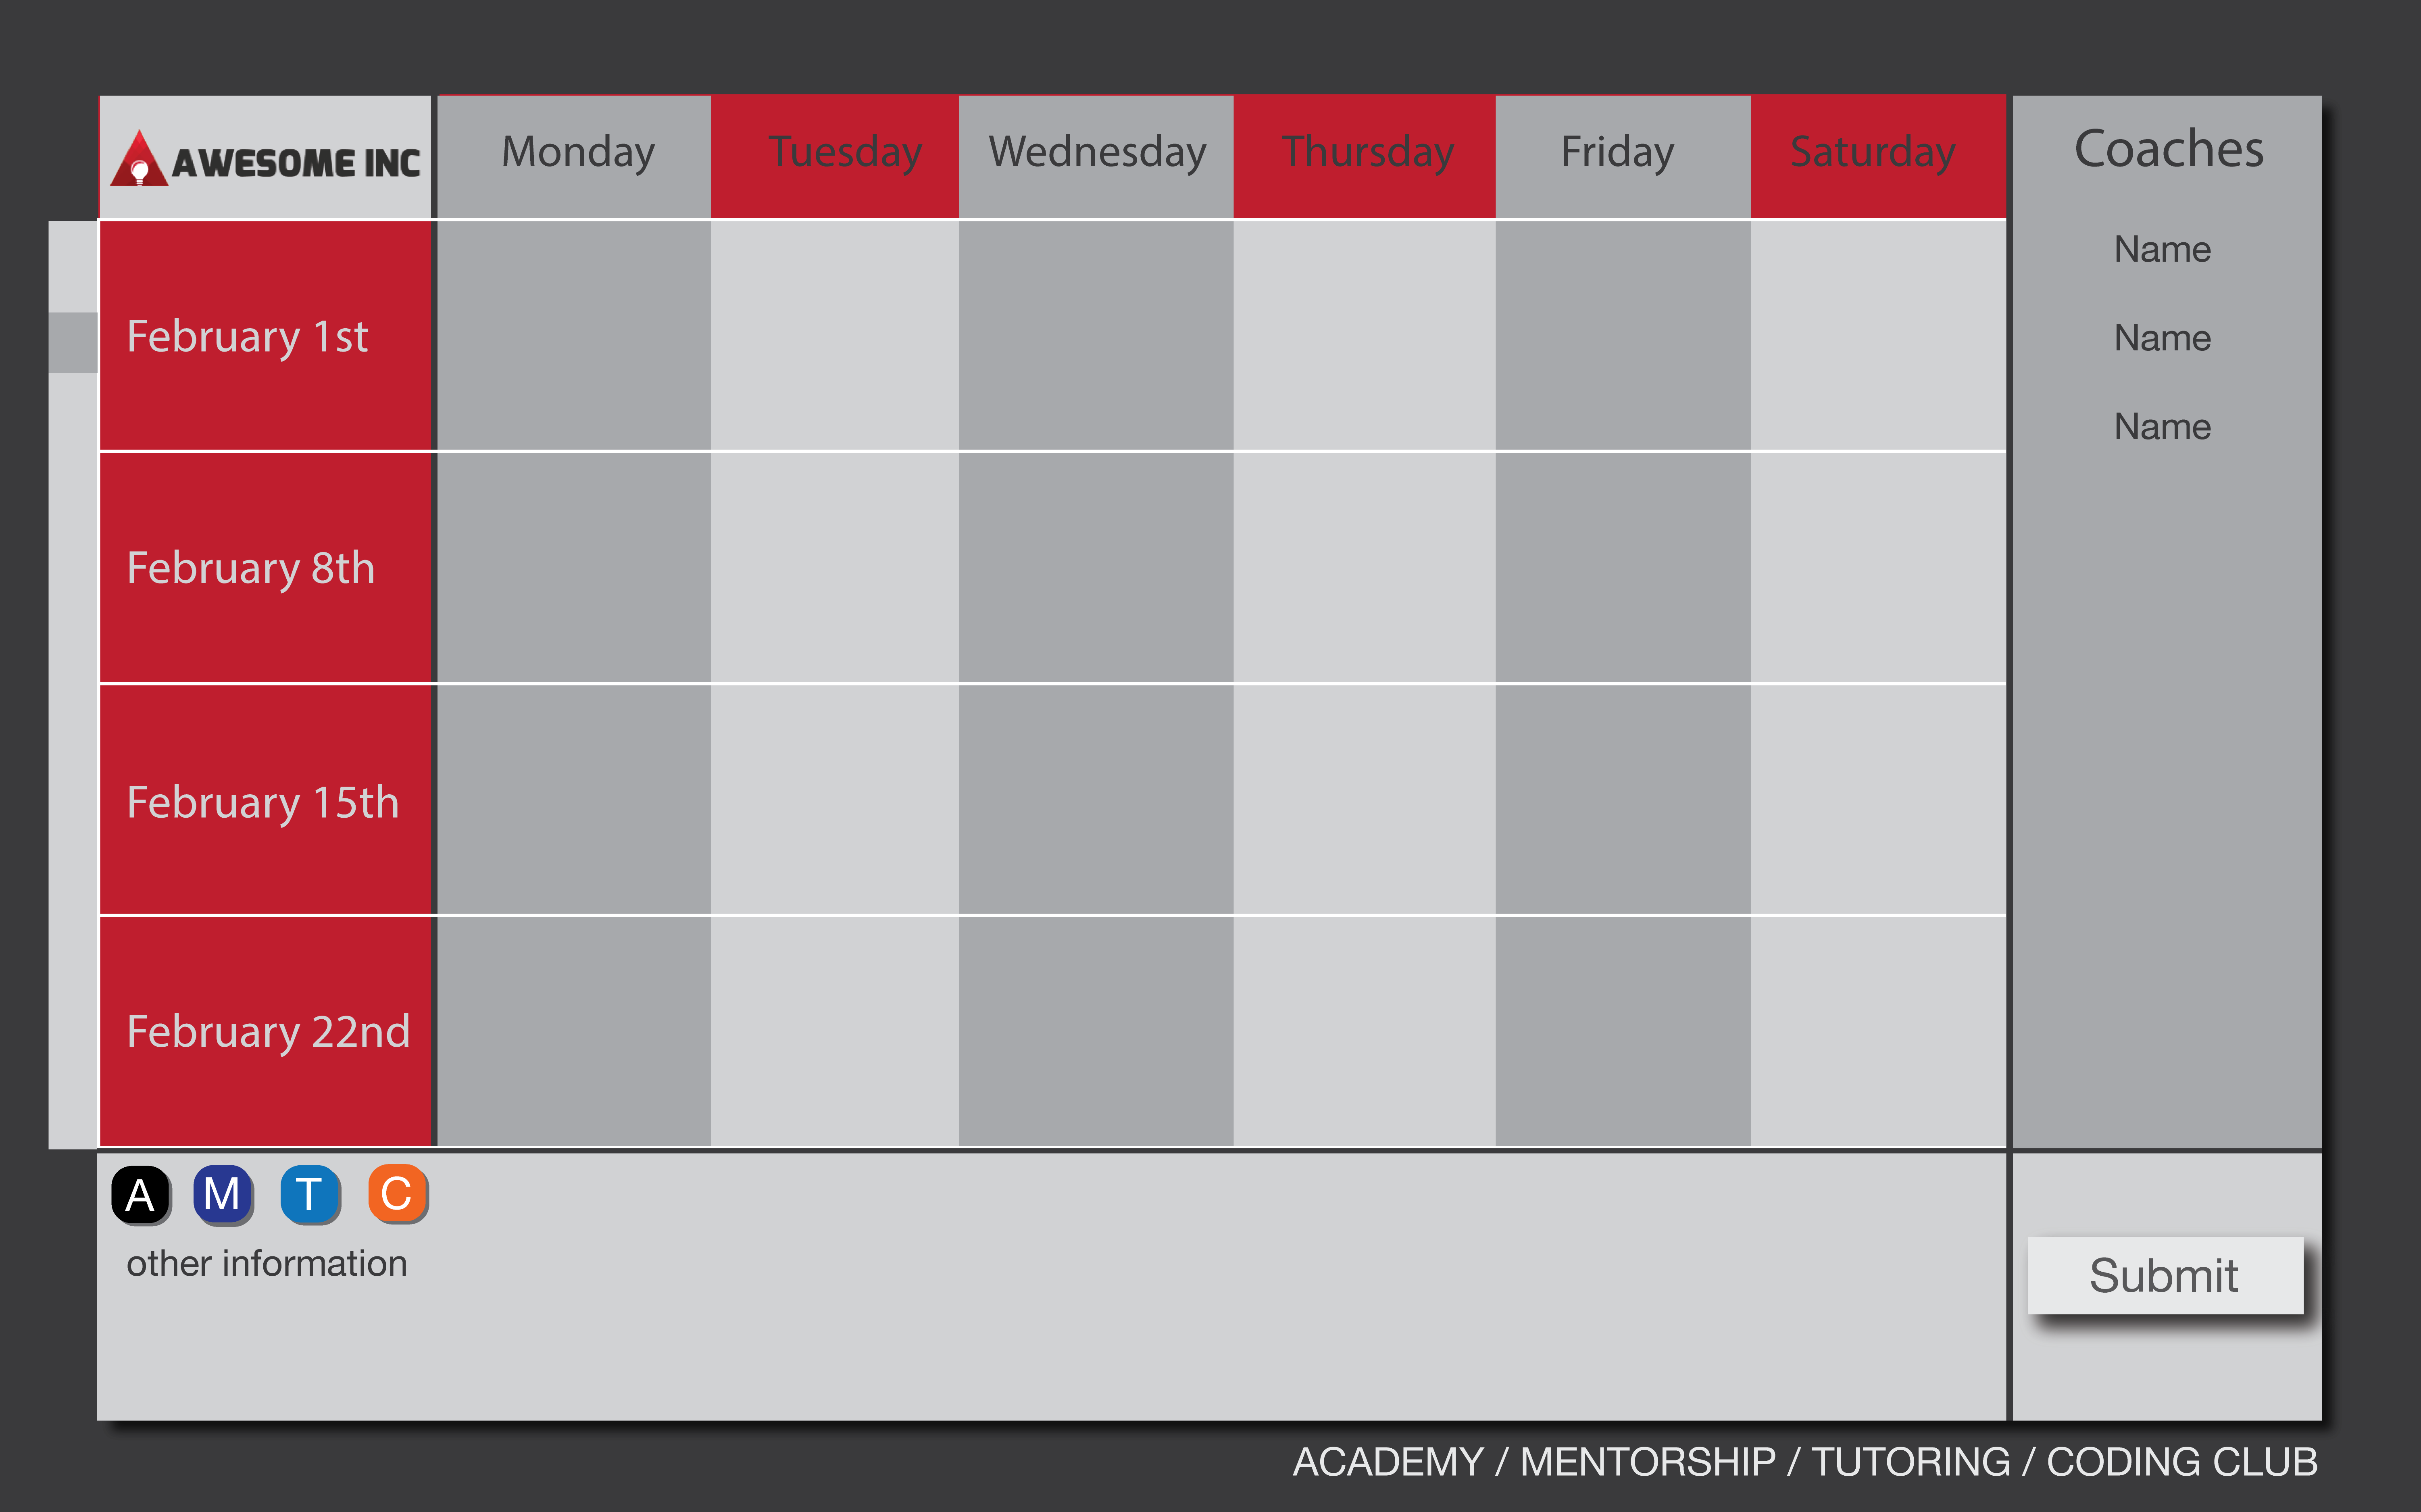 AWESOME INC
Monday
Tuesday
Wednesday
Thursday
Friday
Saturday
Coaches
Name
Name
Name
February 1st
February 8th
February 15th
February 22nd
A
M
T
C
other information
Submit
ACADEMY / MENTORSHIP / TUTORING / CODING CLUB